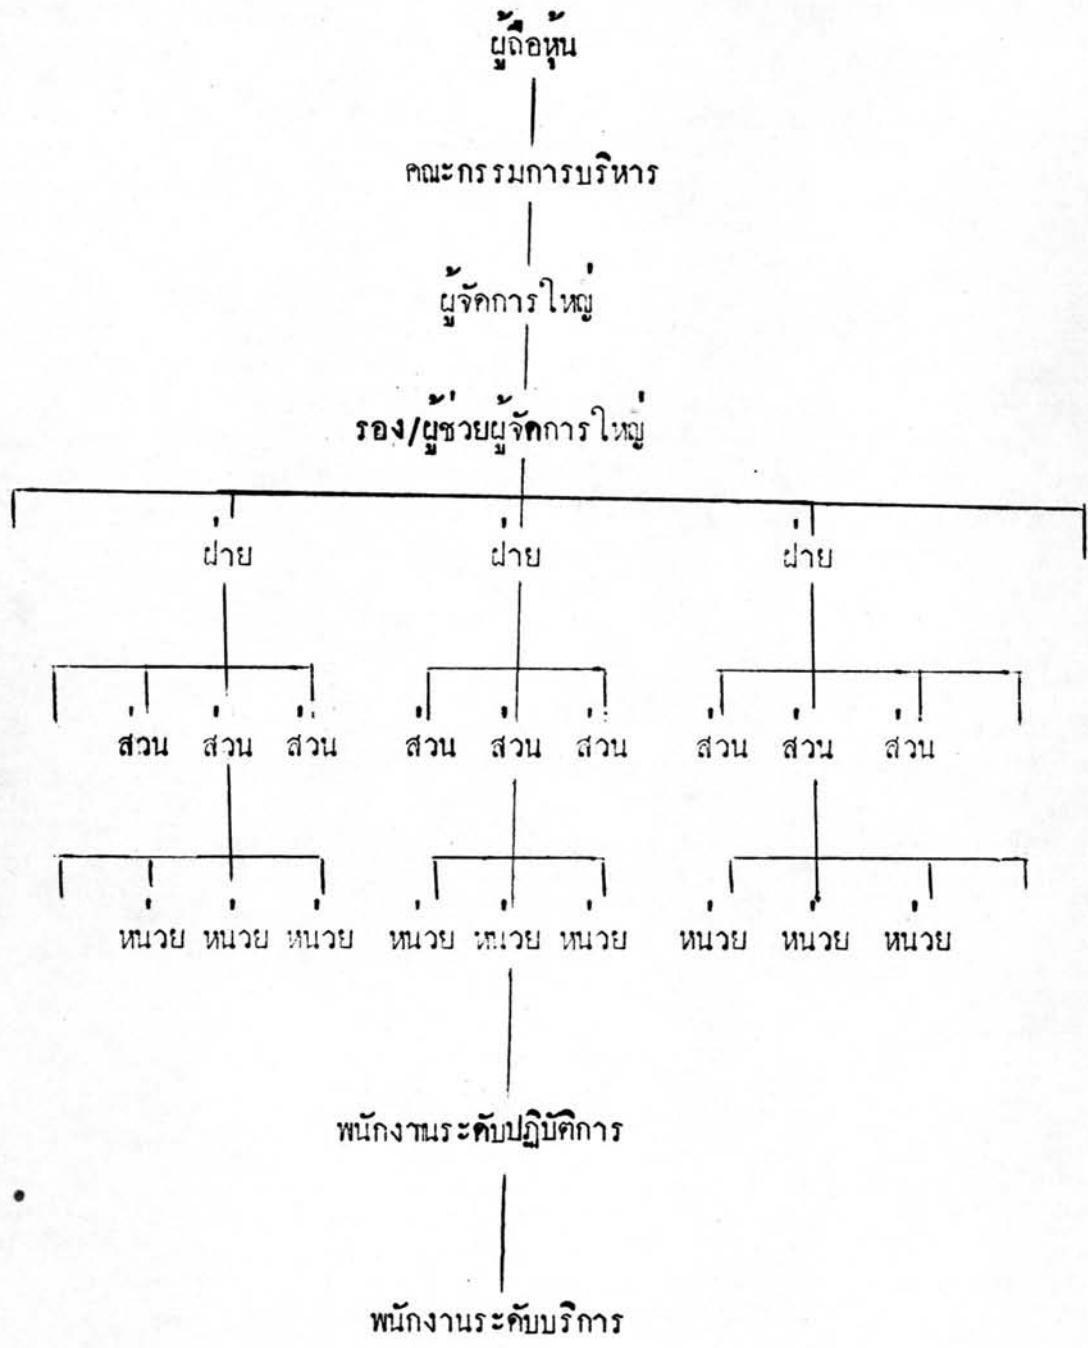 ผู้ถือหุ้น
คณะกรรมการบริหาร
ผู้จัดการใหญ่
รอง/ผู้ช่วยผู้จัดการใหญ่
ฝ่าย ฝ่าย ฝ่าย
ส่วน ส่วน ส่วน ส่วน ส่วน ส่วน ส่วน ส่วน ส่วน
หน่วย หน่วย หน่วย หน่วย หน่วย หน่วย หน่วย หน่วย หน่วย
พนักงานระดับปฏิบัติการ
พนักงานระดับบริการ